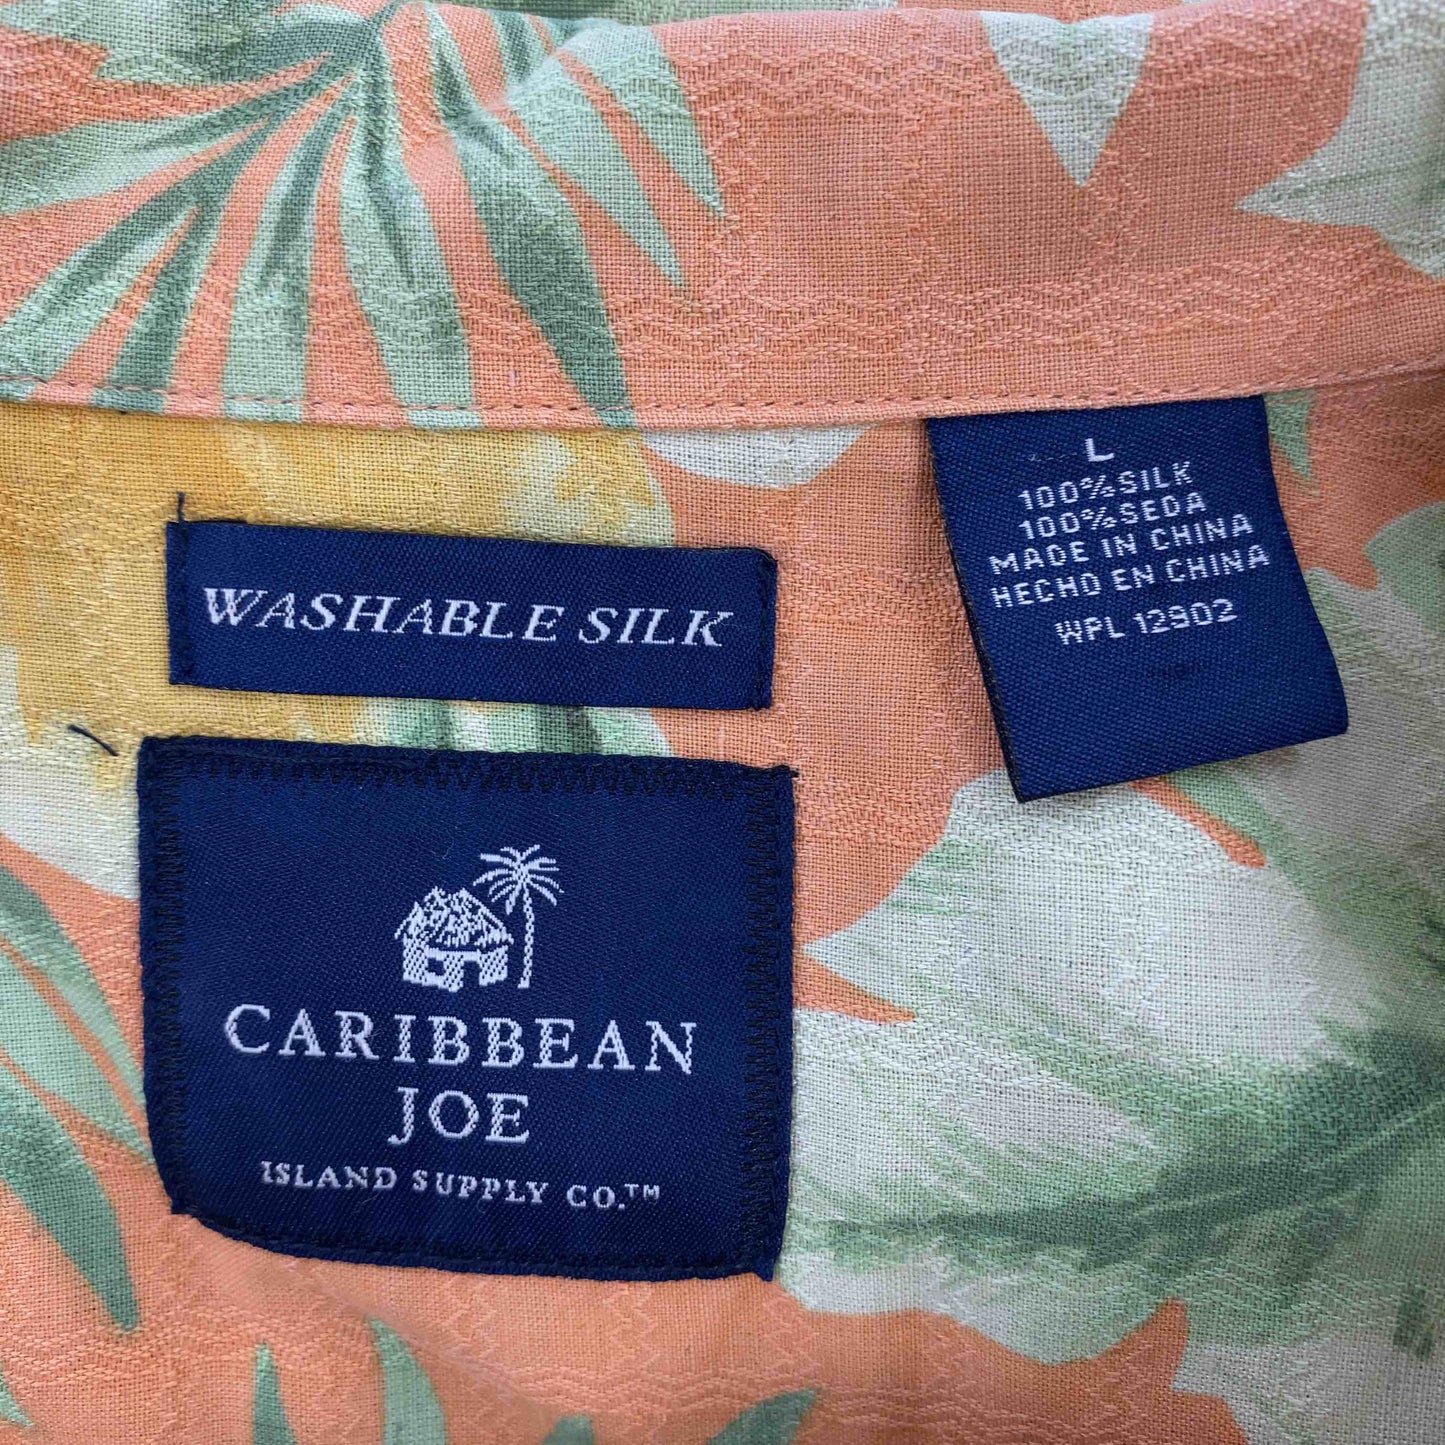 L
100%SILK
100%SEDA
MADE IN CHINA
HECHO EN CHINA
WPL 12902
WASHABLE SILK
CARIBBEAN
JOE
ISLAND SUPPLY CO.™